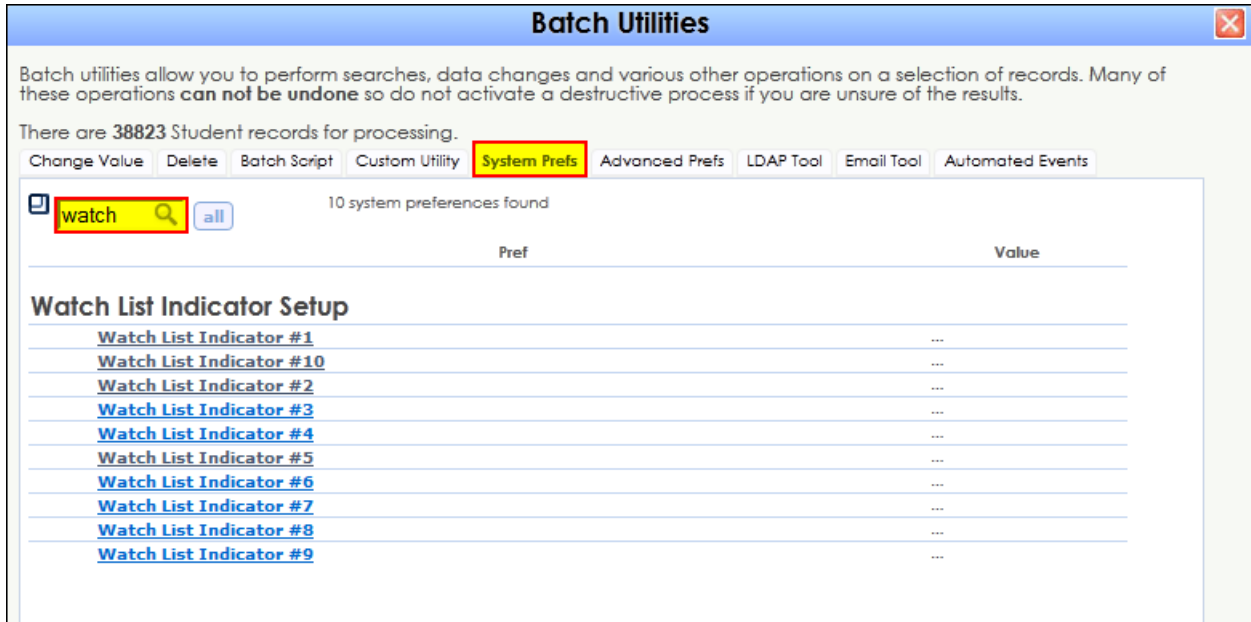 Batch Utilities
Batch utilities allow you to perform searches, data changes and various other operations on a selection of records. Many of
these operations can not be undone so do not activate a destructive process if you are unsure of the results.
There are 38823 Student records for processing.
Change Value Delete Batch Script Custom Utility System Prefs Advanced Prefs LDAP Tool Email Tool Automated Events
watch all 10 system preferences found
Pref Value
Watch List Indicator Setup
Watch List Indicator #1 ...
Watch List Indicator #10 ...
Watch List Indicator #2 ...
Watch List Indicator #3 ...
Watch List Indicator #4 ...
Watch List Indicator #5 ...
Watch List Indicator #6 ...
Watch List Indicator #7 ...
Watch List Indicator #8 ...
Watch List Indicator #9 ...